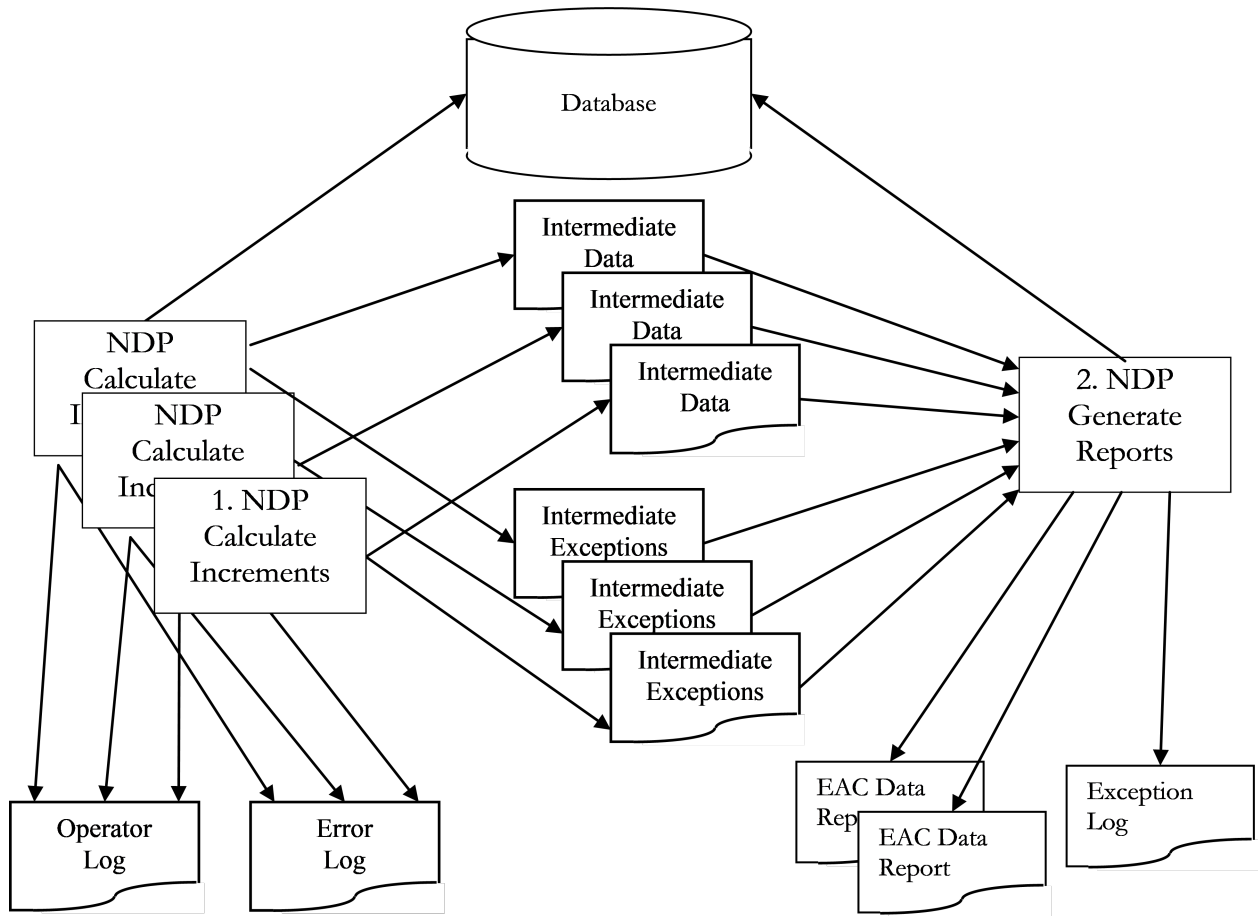 Database
Intermediate
Data
Intermediate
Data
Intermediate
Data
NDP
Calculate
NDP
Calculate
1. NDP
Calculate
Increments
2. NDP
Generate
Reports
Intermediate
Exceptions
Intermediate
Exceptions
Intermediate
Exceptions
Operator
Log
Error
Log
EAC Data
EAC Data
Report
Exception
Log